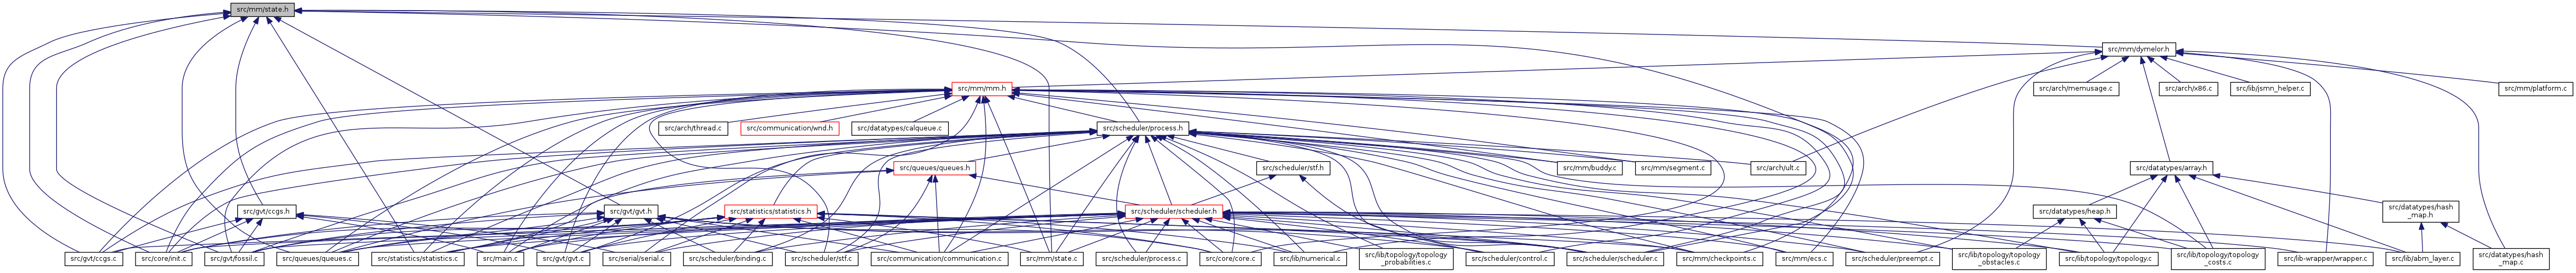 src/mm/state.h
src/mm/dymelor.h
src/mm/mm.h
src/arch/memusage.c
src/arch/x86.c
src/lib/jsmn_helper.c
src/mm/platform.c
src/arch/thread.c
src/communication/wnd.h
src/datatypes/calqueue.c
src/scheduler/process.h
src/queues/queues.h
src/scheduler/stf.h
src/mm/buddy.c
src/mm/segment.c
src/arch/ult.c
src/datatypes/array.h
src/gvt/ccgs.h
src/gvt/gvt.h
src/statistics/statistics.h
src/scheduler/scheduler.h
src/datatypes/heap.h
src/datatypes/hash
_map.h
src/gvt/ccgs.c
src/core/init.c
src/gvt/fossil.c
src/queues/queues.c
src/statistics/statistics.c
src/main.c
src/gvt/gvt.c
src/serial/serial.c
src/scheduler/binding.c
src/scheduler/stf.c
src/communication/communication.c
src/mm/state.c
src/scheduler/process.c
src/core/core.c
src/lib/numerical.c
src/lib/topology/topology
_probabilities.c
src/scheduler/control.c
src/scheduler/scheduler.c
src/mm/checkpoints.c
src/mm/ecs.c
src/scheduler/preempt.c
src/lib/topology/topology
_obstacles.c
src/lib/topology/topology.c
src/lib/topology/topology
_costs.c
src/lib-wrapper/wrapper.c
src/lib/abm_layer.c
src/datatypes/hash
_map.c